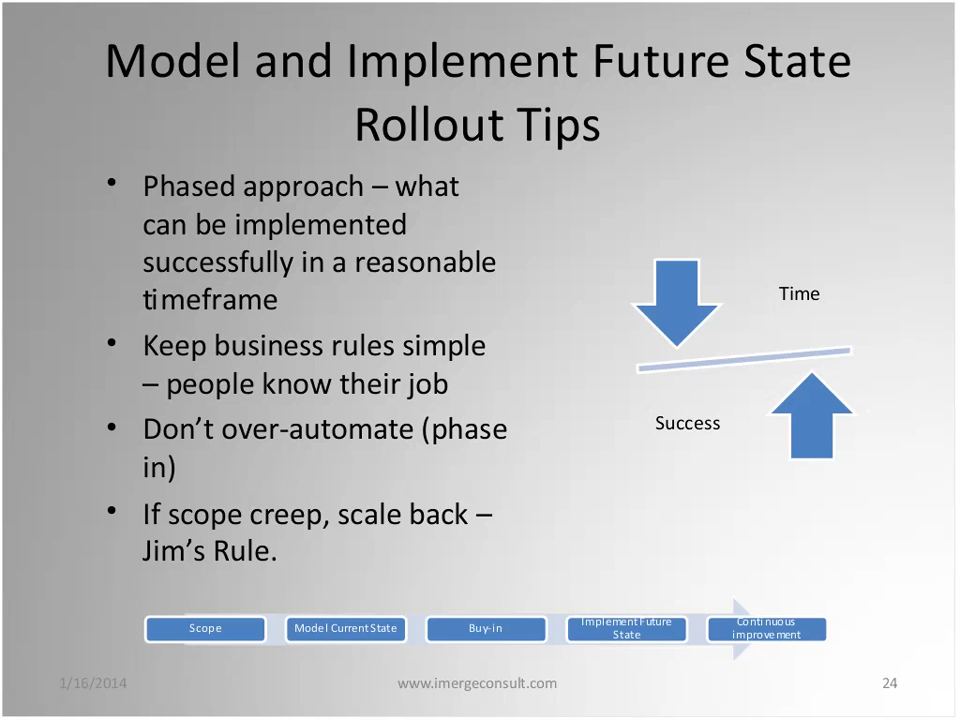 Model and Implement Future State
Rollout Tips
• Phased approach – what
can be implemented
successfully in a reasonable
timeframe
• Keep business rules simple
– people know their job
• Don’t over-automate (phase
in)
• If scope creep, scale back –
Jim’s Rule.
Time
Success
Scope
Model Current State
Buy-in
Implement Future
State
Continuous
improvement
1/16/2014
www.imergeconsult.com
24